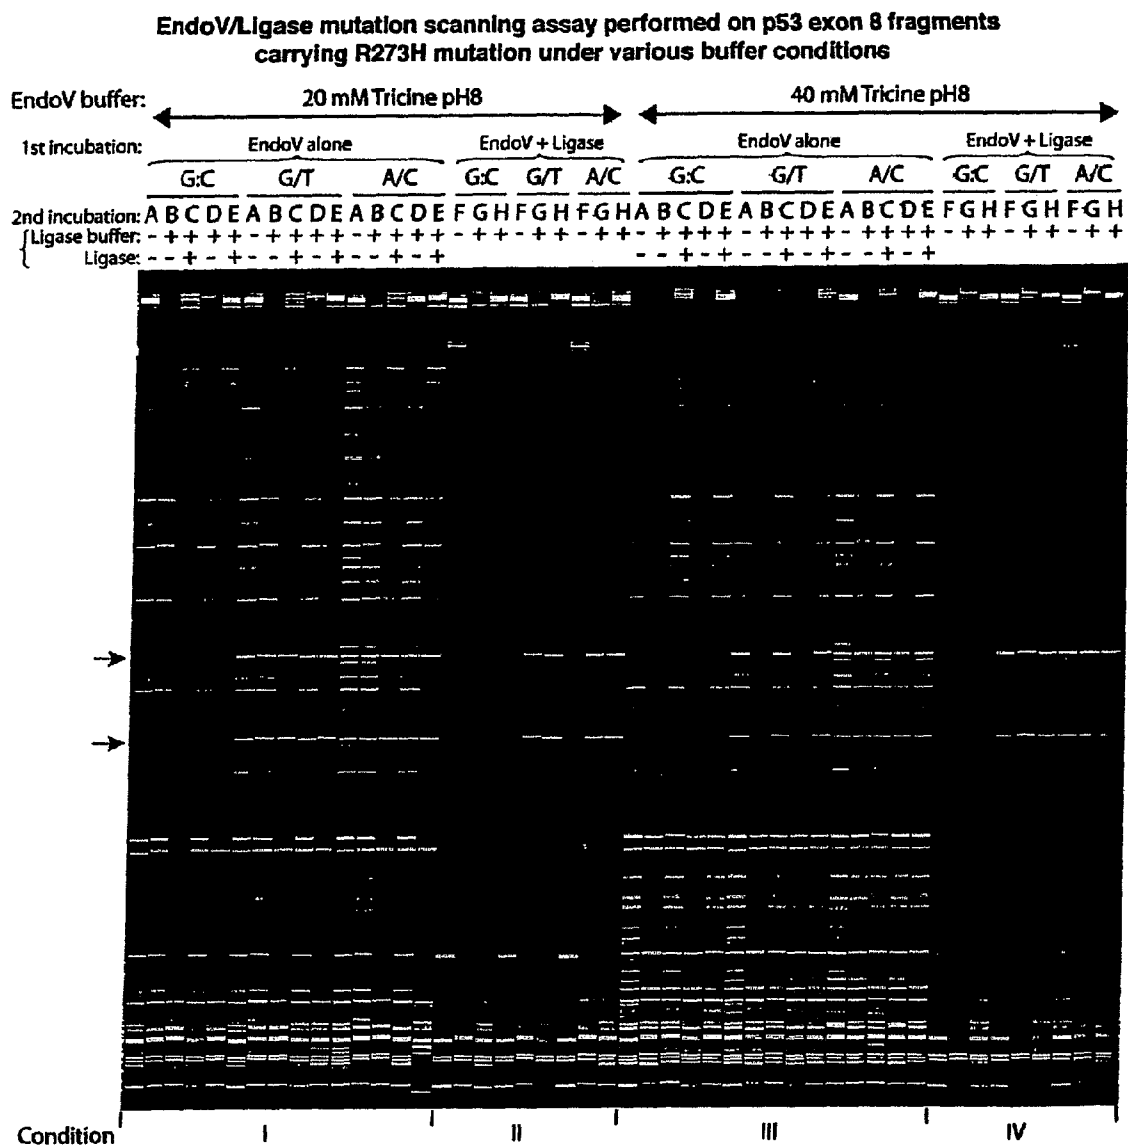 EndoV/Ligase mutation scanning assay performed on p53 exon 8 fragments
carrying R273H mutation under various buffer conditions
EndoV buffer: 20 mM Tricine pH8 40 mM Tricine pH8
1st incubation: EndoV alone EndoV + Ligase EndoV alone EndoV + Ligase
G:C G/T A/C G:C G/T A/C G:C G/T A/C G:C G/T A/C
2nd incubation: A B C D E A B C D E A B C D E F G H F G H F G H A B C D E A B C D E A B C D E F G H F G H F G H
Ligase buffer: - + + + + - + + + + - + + + + - + + - + + - + + - + + + + - + + + + - + + + + - + + - + + - + +
Ligase: - - + - + - - + - + - - + - + - - + - + - - + - + - - + - +
Condition I II III IV